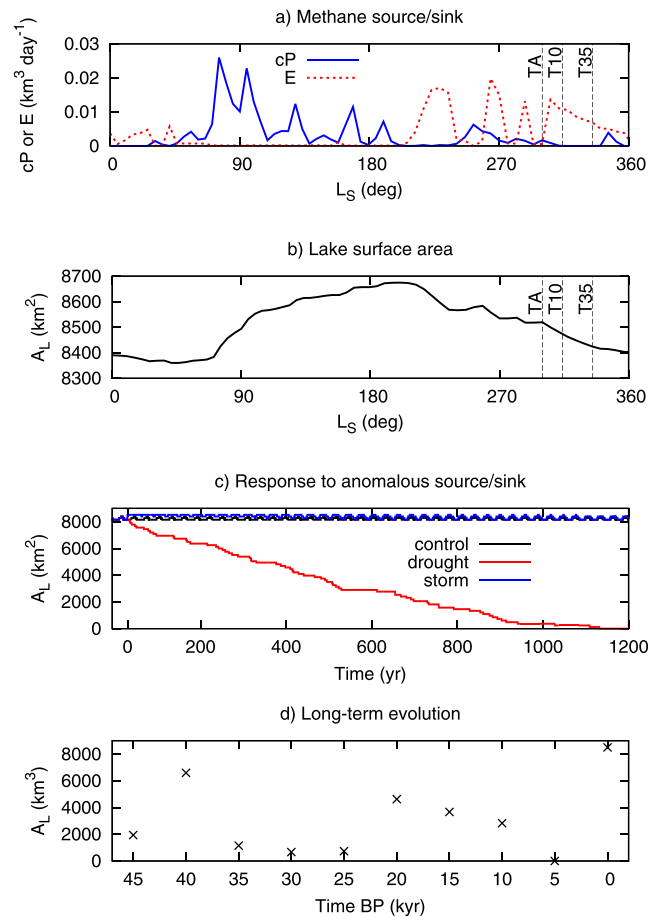 a) Methane source/sink
cP or E (km³ day⁻¹)
0.03
0.02
0.01
0
cP
E
TA
T10
T35
0 90 180 270 360
L_S (deg)
b) Lake surface area
A_L (km²)
8700
8600
8500
8400
8300
TA
T10
T35
0 90 180 270 360
L_S (deg)
c) Response to anomalous source/sink
A_L (km²)
8000
6000
4000
2000
0
control
drought
storm
0 200 400 600 800 1000 1200
Time (yr)
d) Long-term evolution
A_L (km³)
8000
6000
4000
2000
0
45 40 35 30 25 20 15 10 5 0
Time BP (kyr)